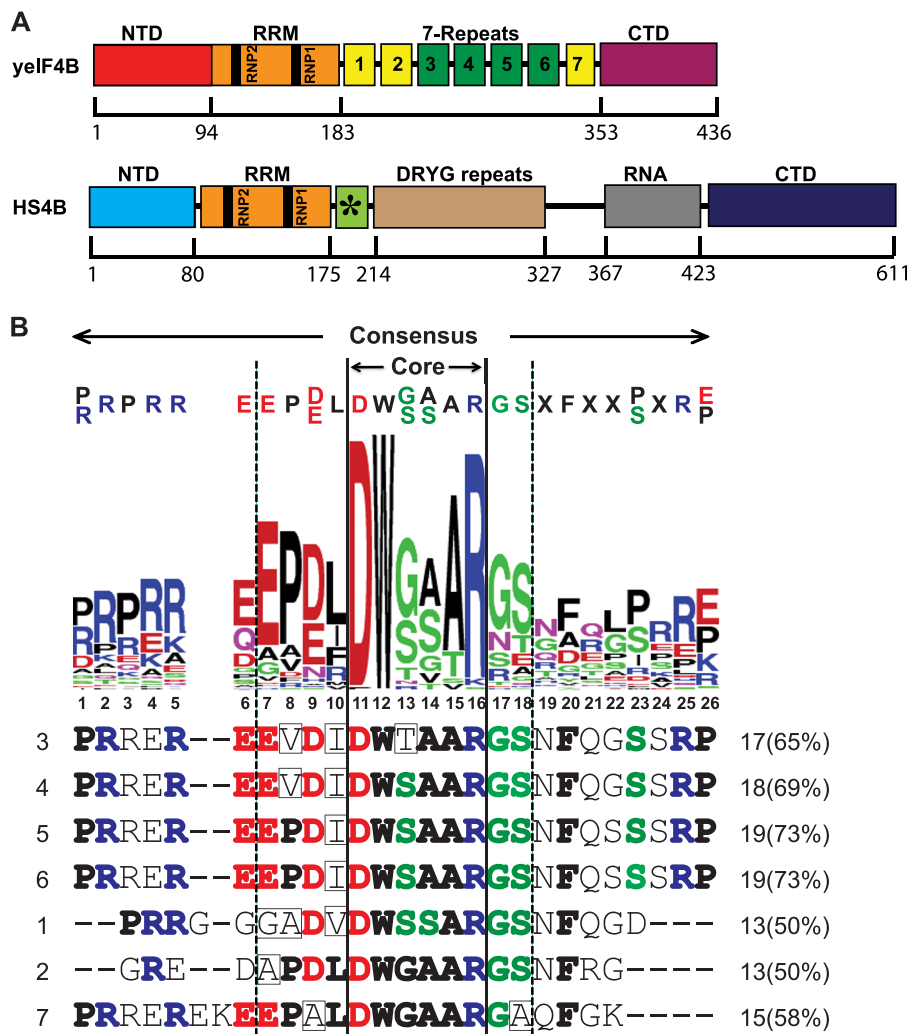 A
NTD RRM 7-Repeats CTD
yeIF4B RNP2 RNP1 1 2 3 4 5 6 7
1 94 183 353 436
NTD RRM DRYG repeats RNA CTD
HS4B RNP2 RNP1 *
1 80 175 214 327 367 423 611
B
Consensus
Core
P R P R R E E P D L D W G A A R G S X F X X P X R E
R E S S S P
1 2 3 4 5 6 7 8 9 10 11 12 13 14 15 16 17 18 19 20 21 22 23 24 25 26
3 PRRER--EEVDIDWTAARGSNFQGSSRP 17(65%)
4 PRRER--EEVDIDWSAARGSNFQGSSRP 18(69%)
5 PRRER--EEPDIDWSAARGSNFQSSSRP 19(73%)
6 PRRER--EEPDIDWSAARGSNFQSSSRP 19(73%)
1 --PRRG-GGADVDWSSARGSNFQGD---- 13(50%)
2 --GRE--DAPDLDWGAARGSNFRG---- 13(50%)
7 PRREREKEEPALDWGAARGAQFGK---- 15(58%)